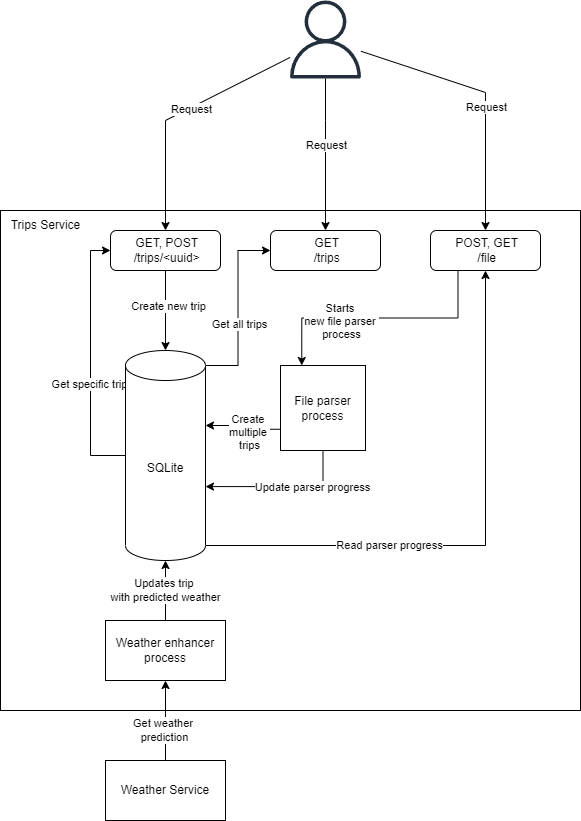 Request
Request
Request
Trips Service
GET, POST
/trips/<uuid>
GET
/trips
POST, GET
/file
Create new trip
Get all trips
Starts
new file parser
process
Get specific trip
File parser
process
Create
multiple
trips
SQLite
Update parser progress
Read parser progress
Updates trip
with predicted weather
Weather enhancer
process
Get weather
prediction
Weather Service